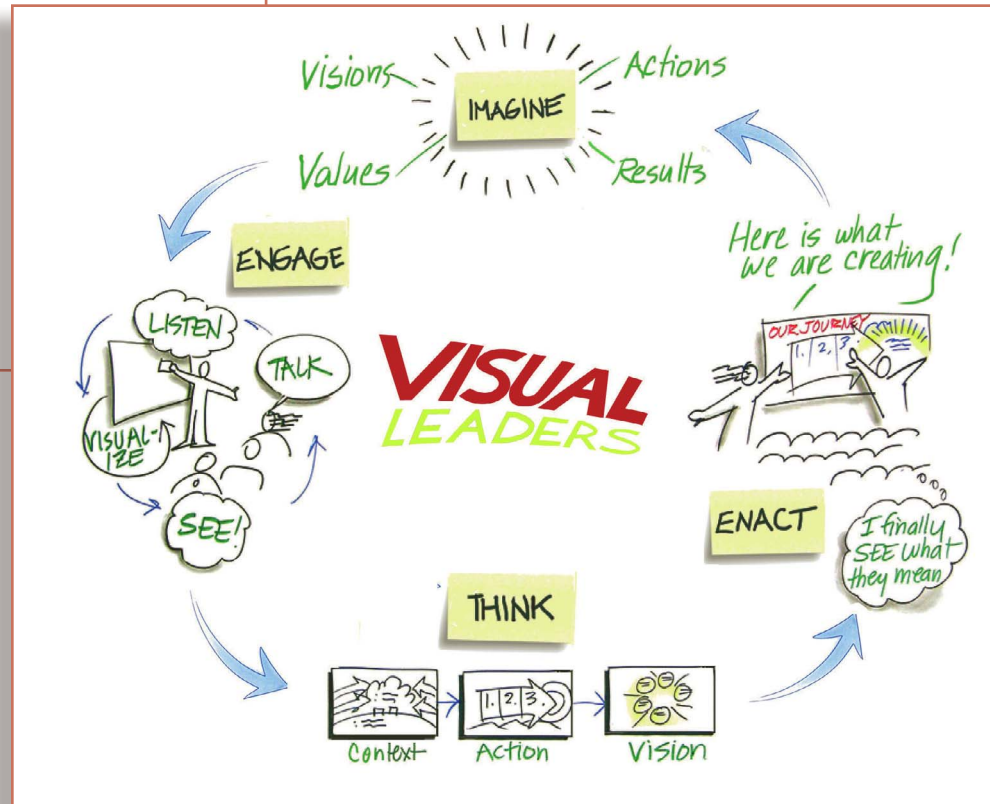 Visions
Actions
IMAGINE
Values
Results
ENGAGE
LISTEN
TALK
VISUAL-
IZE
SEE!
VISUAL
LEADERS
Here is what
we are creating!
OUR JOURNEY
1. 2, 3
ENACT
I finally
SEE what
they mean
THINK
1. 2. 3.
Context
Action
Vision